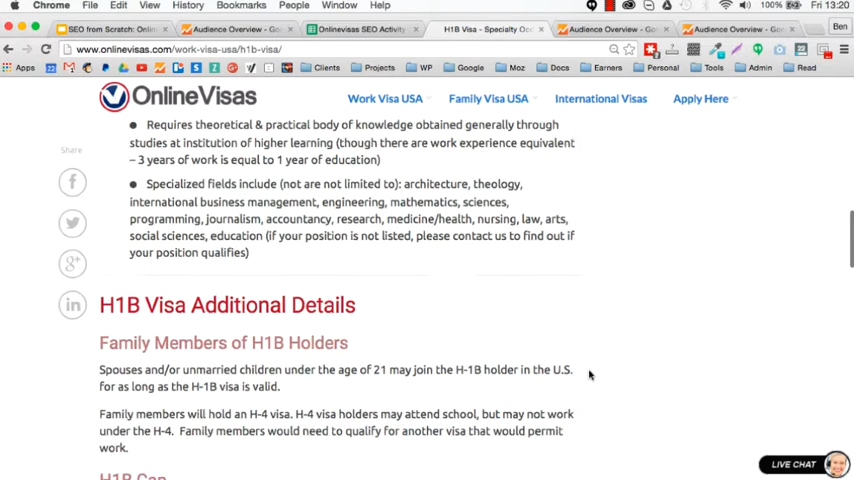 Chrome File Edit View History Bookmarks People Window Help 100% Fri 13:20
SEO from Scratch: Onlin Audience Overview - Goo Onlinevisas SEO Activity H1B Visa - Specialty Occ Audience Overview - Go Audience Overview - Goo Ben
www.onlinevisas.com/work-visa-usa/h1b-visa/
Apps Clients Projects WP Google Moz Docs Earners Personal Tools Admin Read
OnlineVisas Work Visa USA Family Visa USA International Visas Apply Here
Requires theoretical & practical body of knowledge obtained generally through
studies at institution of higher learning (though there are work experience equivalent
– 3 years of work is equal to 1 year of education)
Share
Specialized fields include (not are not limited to): architecture, theology,
international business management, engineering, mathematics, sciences,
programming, journalism, accountancy, research, medicine/health, nursing, law, arts,
social sciences, education (if your position is not listed, please contact us to find out if
your position qualifies)
H1B Visa Additional Details
Family Members of H1B Holders
Spouses and/or unmarried children under the age of 21 may join the H-1B holder in the U.S.
for as long as the H-1B visa is valid.
Family members will hold an H-4 visa. H-4 visa holders may attend school, but may not work
under the H-4. Family members would need to qualify for another visa that would permit
work.
LIVE CHAT
H1B Cap